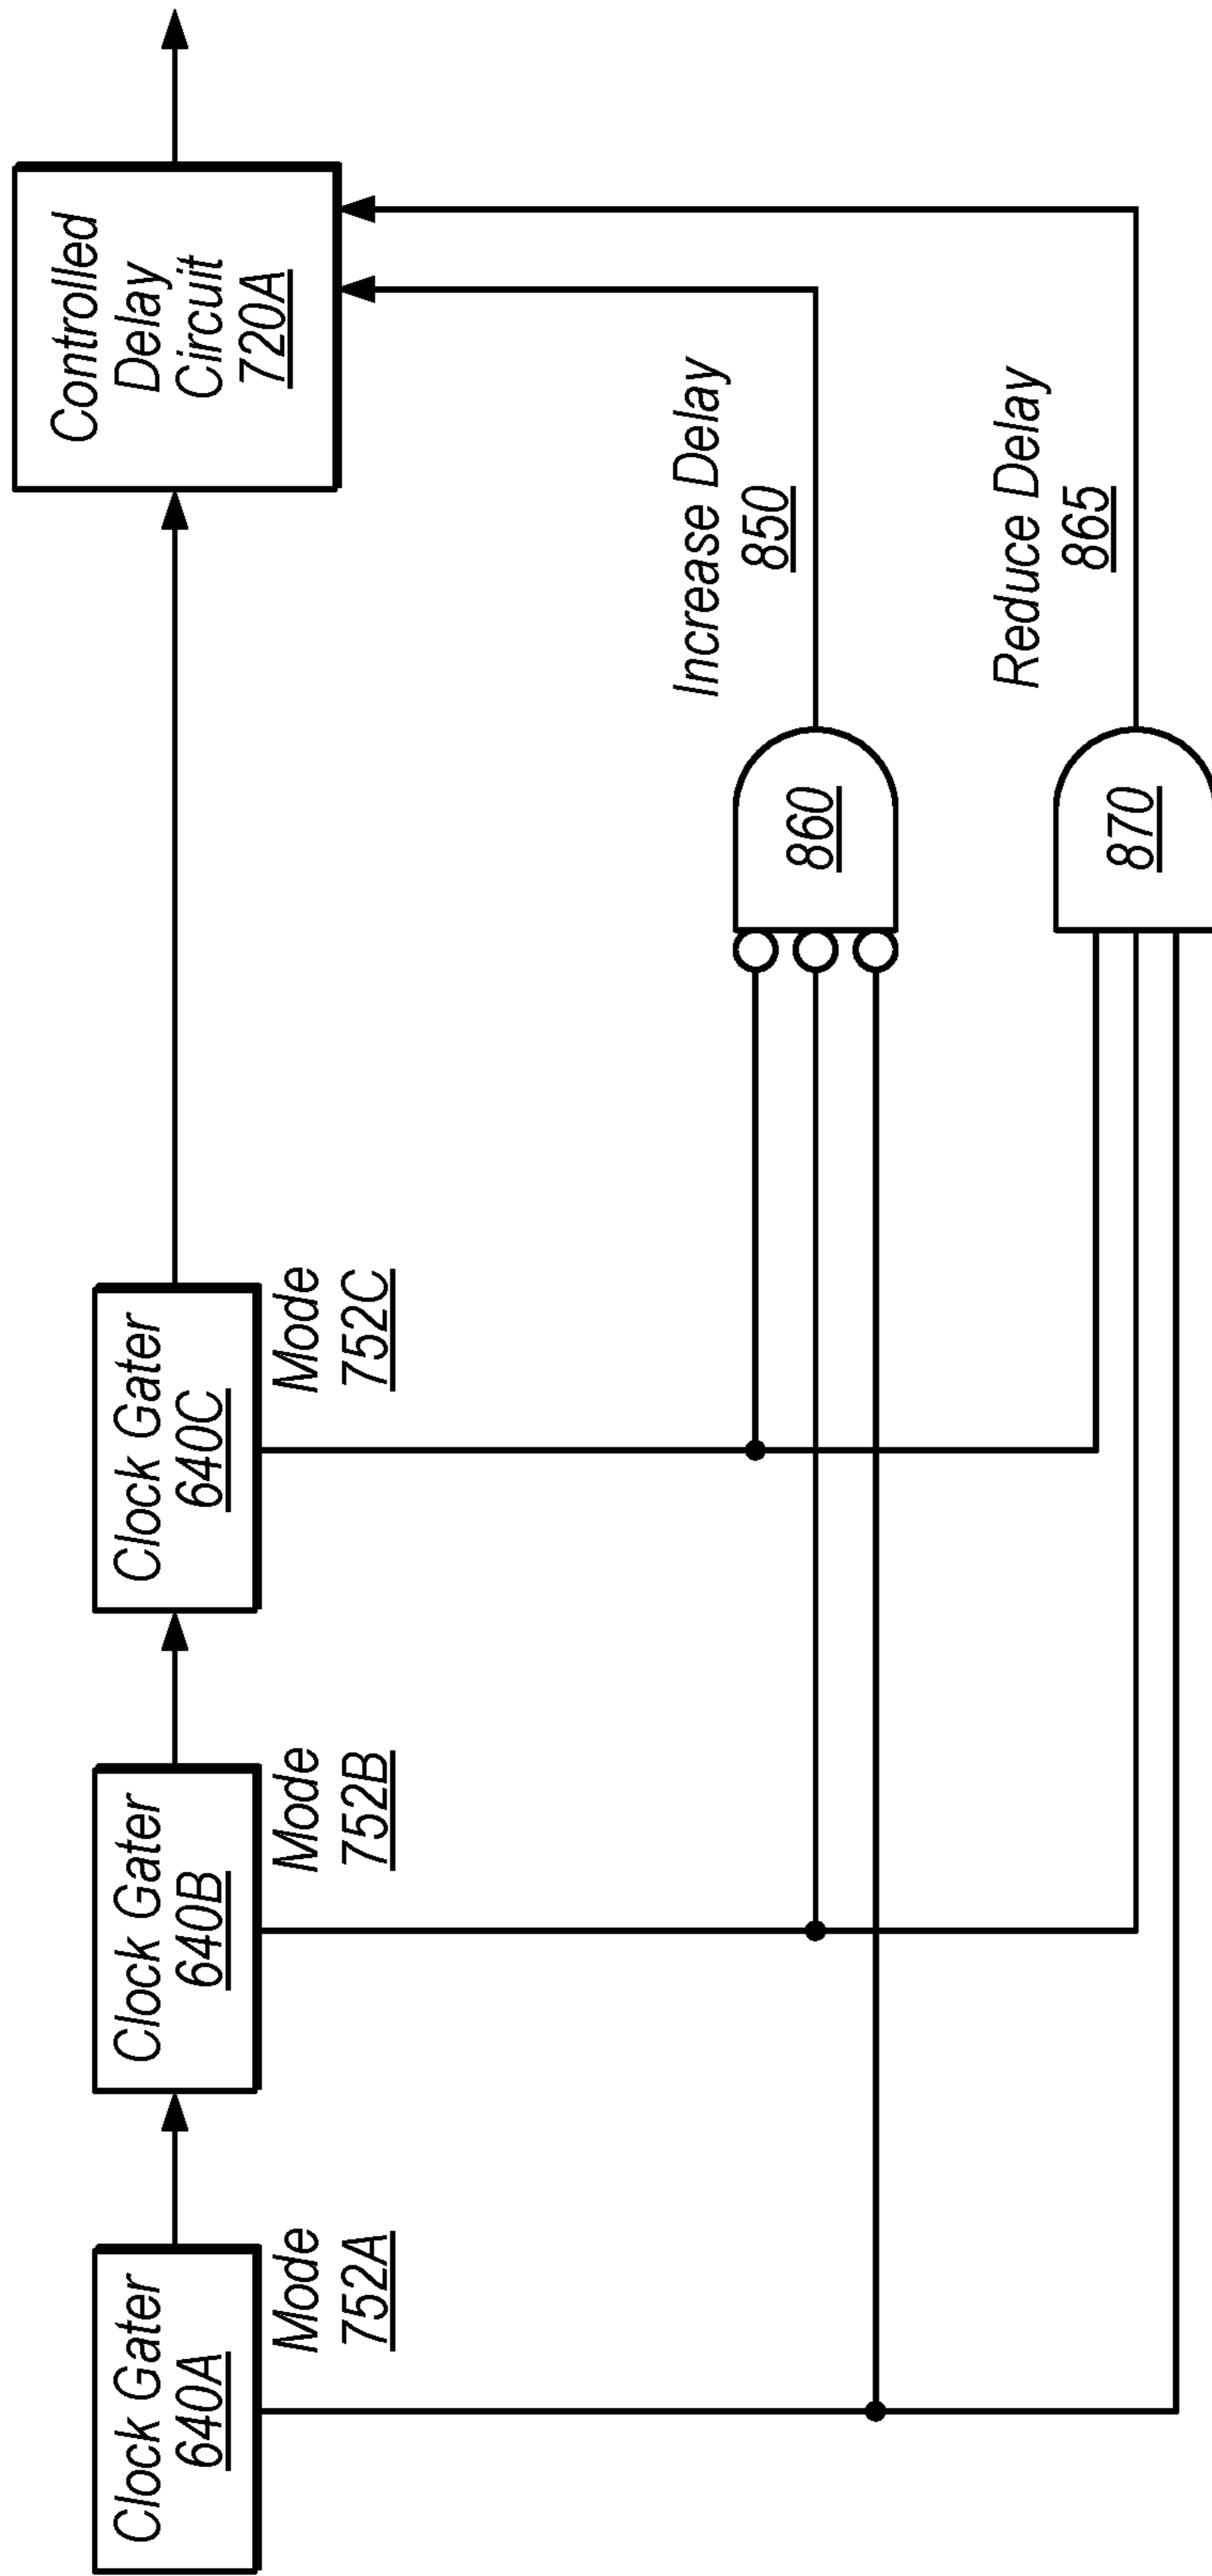 Clock Gater
640A
Mode
752A
Clock Gater
640B
Mode
752B
Clock Gater
640C
Mode
752C
Controlled
Delay
Circuit
720A
860
Increase Delay
850
870
Reduce Delay
865